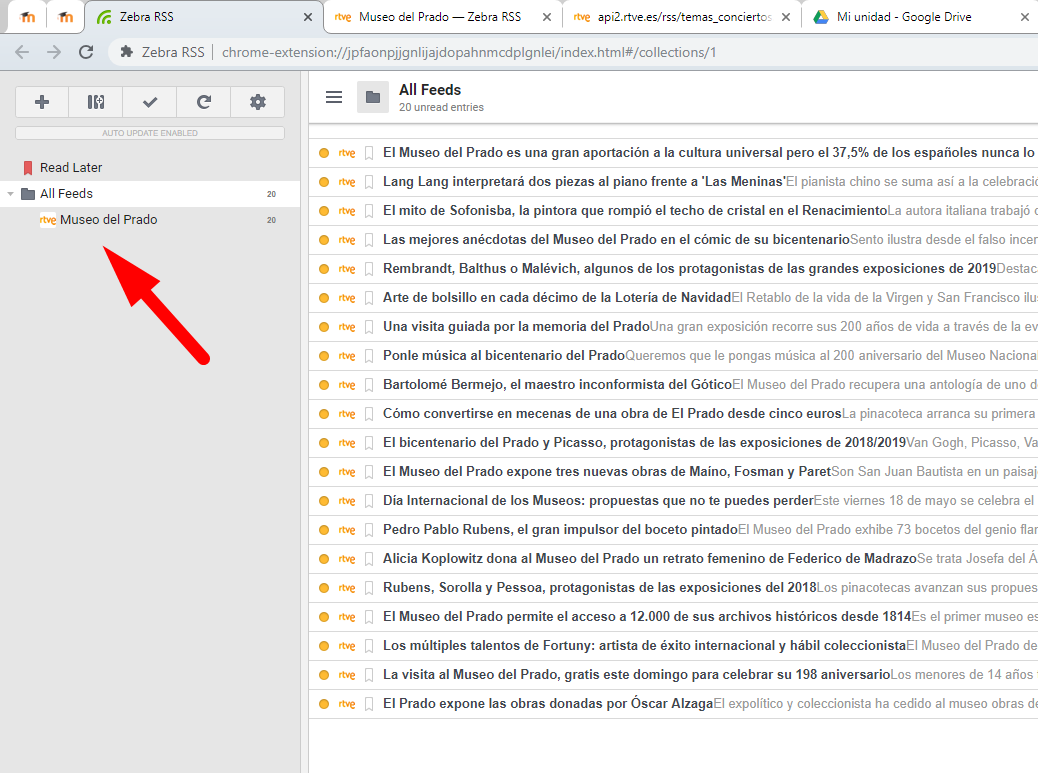 Zebra RSS
Museo del Prado — Zebra RSS
api2.rtve.es/rss/temas_conciertos
Mi unidad - Google Drive
Zebra RSS
chrome-extension://jpfaonpjjgnlijajdopahnmcdplgnlei/index.html#/collections/1
AUTO UPDATE ENABLED
Read Later
All Feeds 20
rtve Museo del Prado 20
All Feeds
20 unread entries
rtve El Museo del Prado es una gran aportación a la cultura universal pero el 37,5% de los españoles nunca lo
rtve Lang Lang interpretará dos piezas al piano frente a 'Las Meninas'El pianista chino se suma así a la celebració
rtve El mito de Sofonisba, la pintora que rompió el techo de cristal en el RenacimientoLa autora italiana trabajó
rtve Las mejores anécdotas del Museo del Prado en el cómic de su bicentenarioSento ilustra desde el falso incen
rtve Rembrandt, Balthus o Malévich, algunos de los protagonistas de las grandes exposiciones de 2019Destaca
rtve Arte de bolsillo en cada décimo de la Lotería de NavidadEl Retablo de la vida de la Virgen y San Francisco ilus
rtve Una visita guiada por la memoria del PradoUna gran exposición recorre sus 200 años de vida a través de la ev
rtve Ponle música al bicentenario del PradoQueremos que le pongas música al 200 aniversario del Museo Nacional
rtve Bartolomé Bermejo, el maestro inconformista del GóticoEl Museo del Prado recupera una antología de uno de
rtve Cómo convertirse en mecenas de una obra de El Prado desde cinco eurosLa pinacoteca arranca su primera
rtve El bicentenario del Prado y Picasso, protagonistas de las exposiciones de 2018/2019Van Gogh, Picasso, Va
rtve El Museo del Prado expone tres nuevas obras de Maíno, Fosman y ParetSon San Juan Bautista en un paisaj
rtve Día Internacional de los Museos: propuestas que no te puedes perderEste viernes 18 de mayo se celebra el
rtve Pedro Pablo Rubens, el gran impulsor del boceto pintadoEl Museo del Prado exhibe 73 bocetos del genio flam
rtve Alicia Koplowitz dona al Museo del Prado un retrato femenino de Federico de MadrazoSe trata Josefa del Á
rtve Rubens, Sorolla y Pessoa, protagonistas de las exposiciones del 2018Los pinacotecas avanzan sus propues
rtve El Museo del Prado permite el acceso a 12.000 de sus archivos históricos desde 1814Es el primer museo es
rtve Los múltiples talentos de Fortuny: artista de éxito internacional y hábil coleccionistaEl Museo del Prado de
rtve La visita al Museo del Prado, gratis este domingo para celebrar su 198 aniversarioLos menores de 14 años
rtve El Prado expone las obras donadas por Óscar AlzagaEl expolítico y coleccionista ha cedido al museo obras de